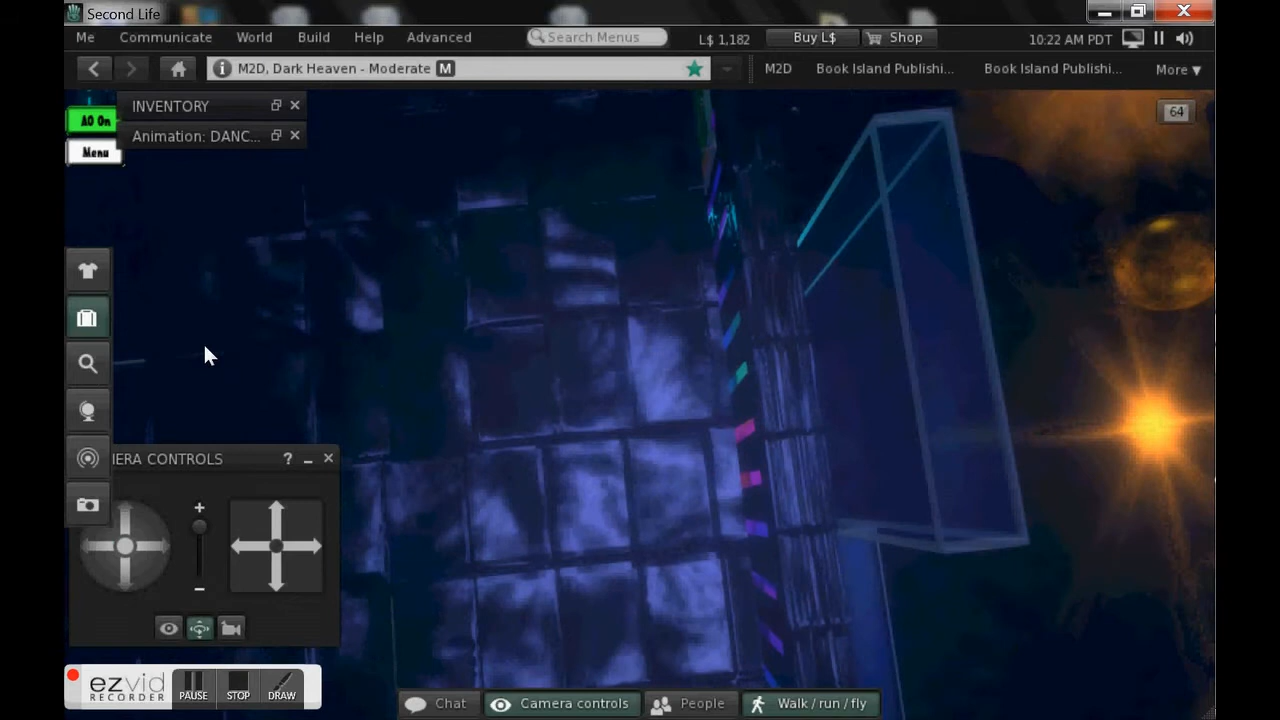 Second Life
Me Communicate World Build Help Advanced Search Menus L$ 1,182 Buy L$ Shop 10:22 AM PDT
M2D, Dark Heaven - Moderate M M2D Book Island Publishi... Book Island Publishi... More
INVENTORY
64
AO On
Animation: DANC...
Menu
ERA CONTROLS ?
+
−
ezvid
RECORDER
PAUSE STOP DRAW
Chat Camera controls People Walk / run / fly